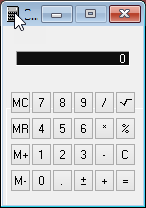 C...
0
MC 7 8 9 / √
MR 4 5 6 * %
M+ 1 2 3 - C
M- 0 . ± + =